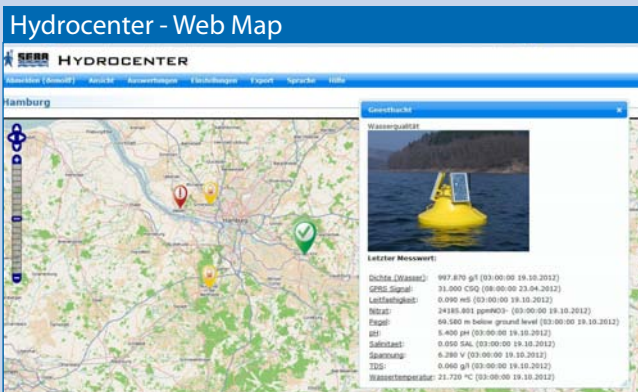 Hydrocenter - Web Map
SEBA HYDROCENTER
Abmelden (demoll!) Ansicht Auswertungen Einstellungen Export Sprache Hilfe
Hamburg
Geesthacht x
Wasserqualität
Hamburg
Letzter Messwert:
Dichte (Wasser): 997.870 g/l (03:00:00 19.10.2012)
GPRS Signal: 31.000 CSQ (08:00:00 23.04.2012)
Leitfaehigkeit: 0.090 mS (03:00:00 19.10.2012)
Nitrat: 24185.801 ppmNO3- (03:00:00 19.10.2012)
Pegel: 69.580 m below ground level (03:00:00 19.10.2012)
pH: 5.400 pH (03:00:00 19.10.2012)
Salinitaet: 0.050 SAL (03:00:00 19.10.2012)
Spannung: 6.280 V (03:00:00 19.10.2012)
TDS: 0.060 g/l (03:00:00 19.10.2012)
Wassertemperatur: 21.720 °C (03:00:00 19.10.2012)